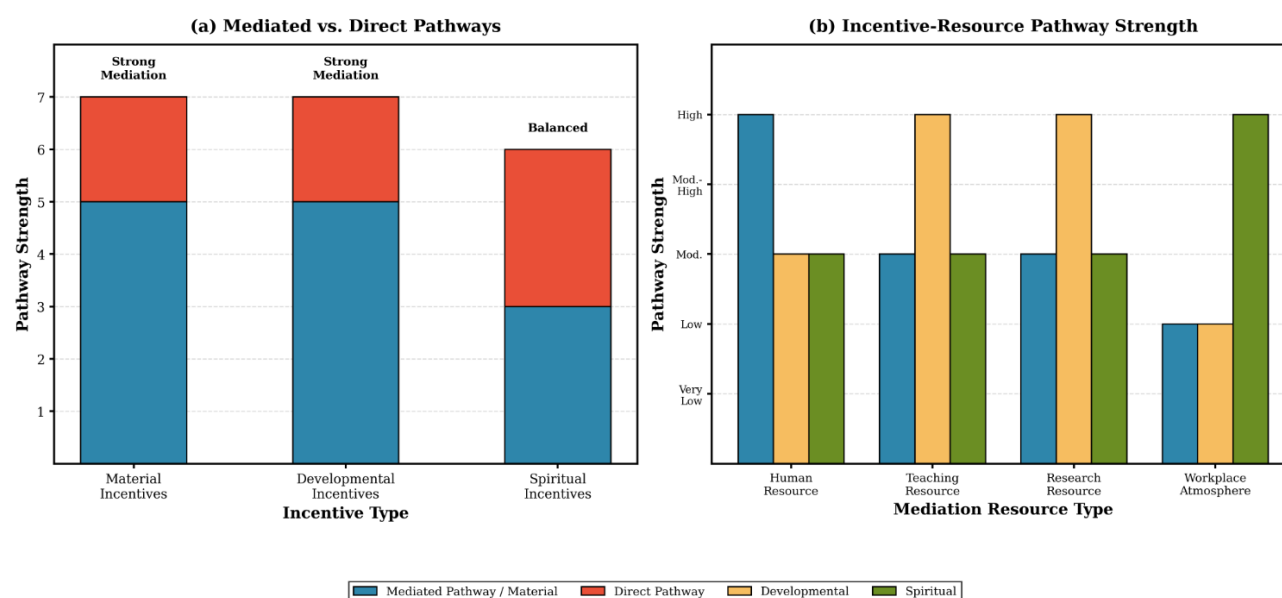 (a) Mediated vs. Direct Pathways
Strong
Mediation
Strong
Mediation
Balanced
Pathway Strength
7
6
5
4
3
2
1
Material
Incentives
Developmental
Incentives
Spiritual
Incentives
Incentive Type
(b) Incentive-Resource Pathway Strength
Pathway Strength
High
Mod.-
High
Mod.
Low
Very
Low
Human
Resource
Teaching
Resource
Research
Resource
Workplace
Atmosphere
Mediation Resource Type
Mediated Pathway / Material
Direct Pathway
Developmental
Spiritual